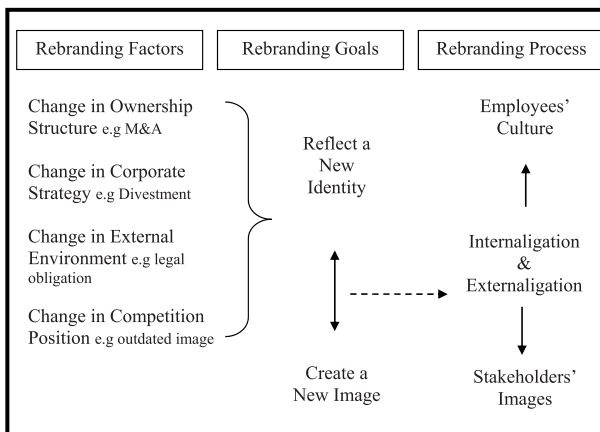 Rebranding Factors
Rebranding Goals
Rebranding Process
Change in Ownership
Structure e.g M&A
Change in Corporate
Strategy e.g Divestment
Change in External
Environment e.g legal
obligation
Change in Competition
Position e.g outdated image
Reflect a
New
Identity
Create a
New Image
Employees’
Culture
Internaligation
&
Externaligation
Stakeholders’
Images